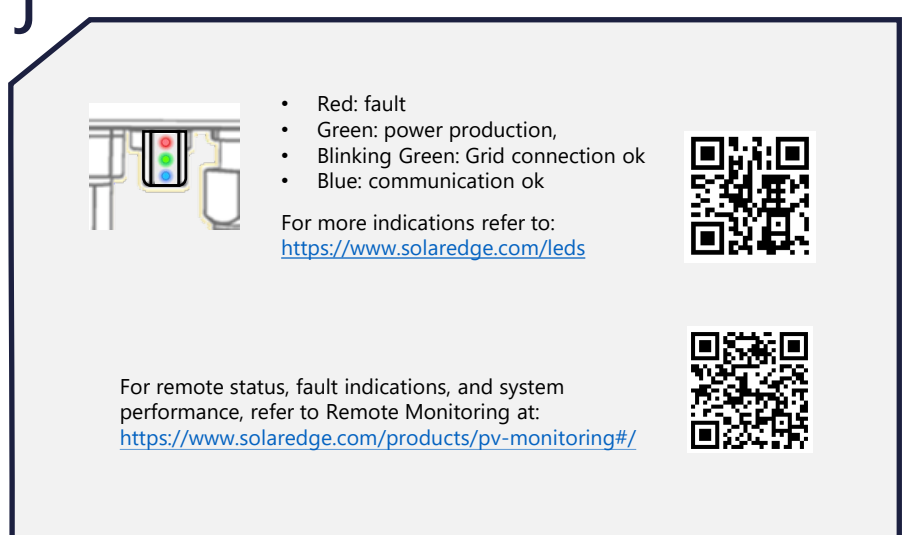 • Red: fault
• Green: power production,
• Blinking Green: Grid connection ok
• Blue: communication ok
For more indications refer to:
https://www.solaredge.com/leds
For remote status, fault indications, and system
performance, refer to Remote Monitoring at:
https://www.solaredge.com/products/pv-monitoring#/